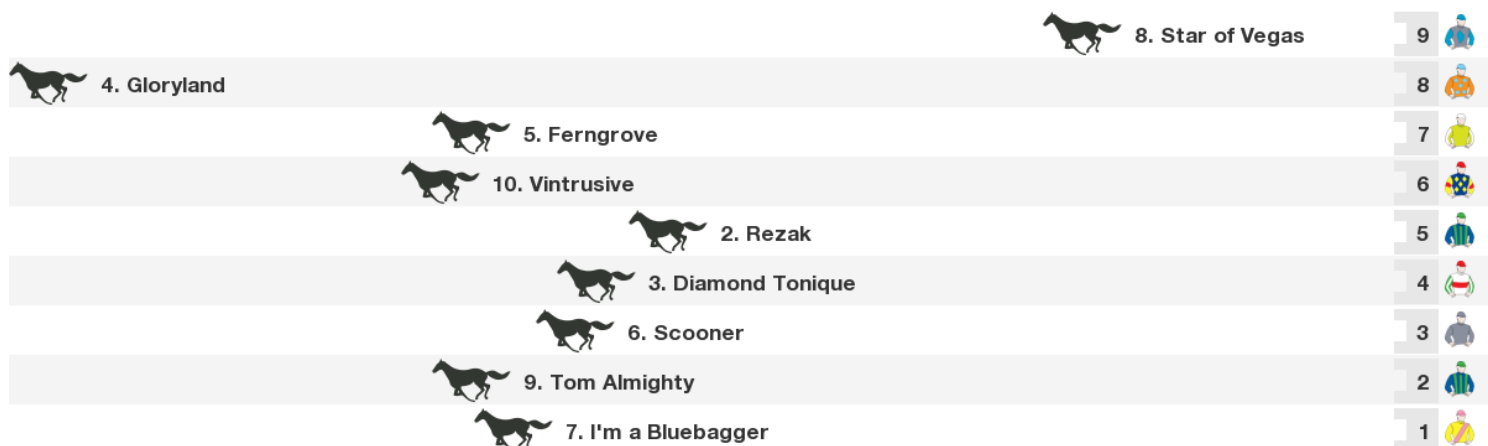 8. Star of Vegas 9
4. Gloryland 8
5. Ferngrove 7
10. Vintrusive 6
2. Rezak 5
3. Diamond Tonique 4
6. Scooner 3
9. Tom Almighty 2
7. I'm a Bluebagger 1